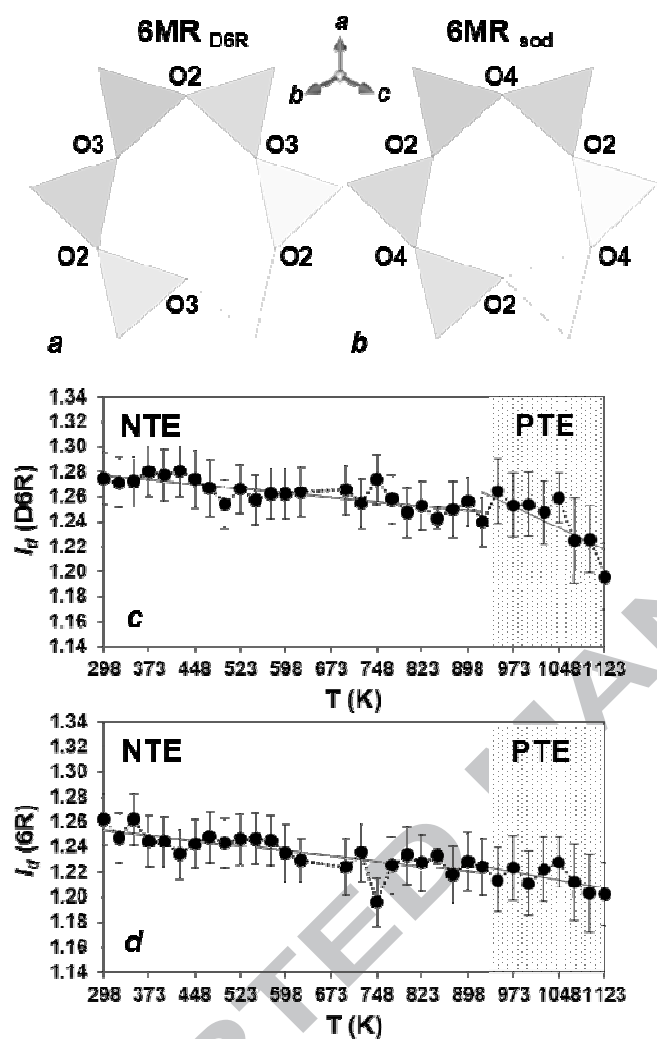 6MR D6R
6MR sod
a
b
c
O2
O3
O3
O2
O2
O3
a
O4
O2
O2
O4
O4
O2
b
1.34
1.32
1.30
1.28
1.26
1.24
1.22
1.20
1.18
1.16
1.14
Id (D6R)
NTE
PTE
c
298 373 448 523 598 673 748 823 898 973 1048 1123
T (K)
1.34
1.32
1.30
1.28
1.26
1.24
1.22
1.20
1.18
1.16
1.14
Id (6R)
NTE
PTE
d
298 373 448 523 598 673 748 823 898 973 1048 1123
T (K)